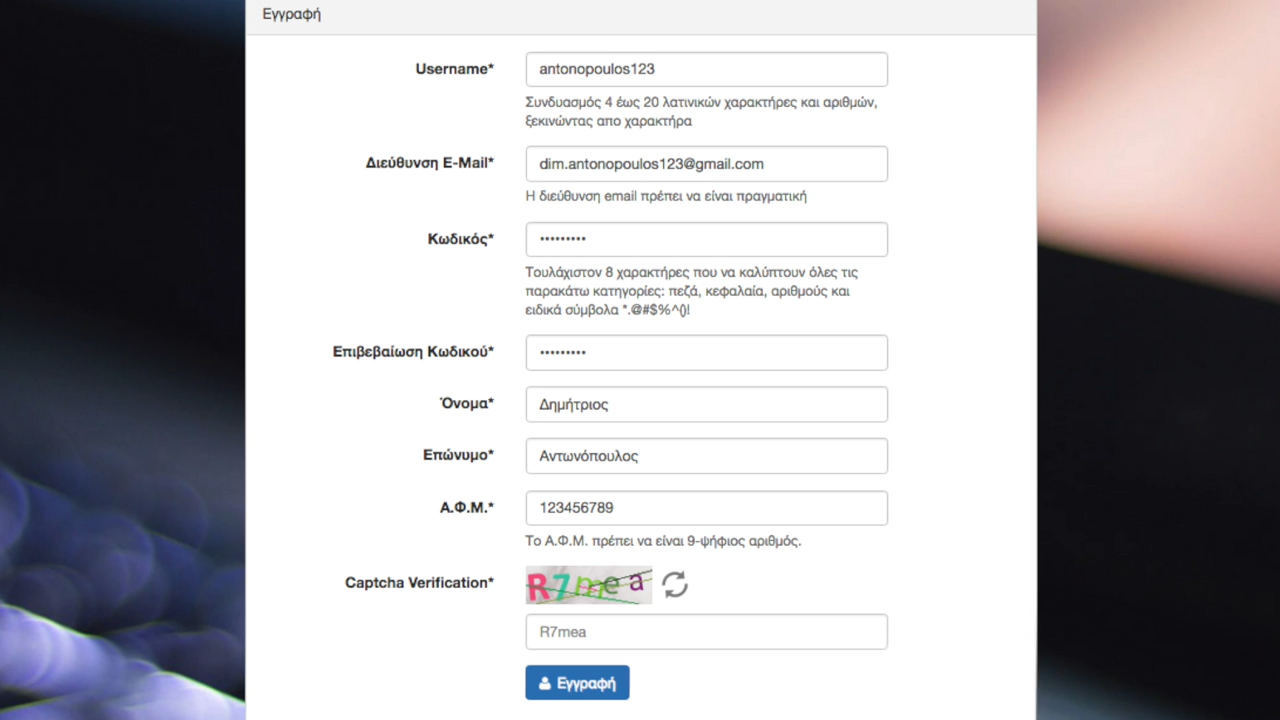 Εγγραφή
Username*
antonopoulos123
Συνδυασμός 4 έως 20 λατινικών χαρακτήρες και αριθμών,
ξεκινώντας απο χαρακτήρα
Διεύθυνση E-Mail*
dim.antonopoulos123@gmail.com
Η διεύθυνση email πρέπει να είναι πραγματική
Κωδικός*
•••••••••
Τουλάχιστον 8 χαρακτήρες που να καλύπτουν όλες τις
παρακάτω κατηγορίες: πεζά, κεφαλαία, αριθμούς και
ειδικά σύμβολα *.@#$%^()!
Επιβεβαίωση Κωδικού*
•••••••••
Όνομα*
Δημήτριος
Επώνυμο*
Αντωνόπουλος
Α.Φ.Μ.*
123456789
Το Α.Φ.Μ. πρέπει να είναι 9-ψήφιος αριθμός.
Captcha Verification*
R7mea
R7mea
Εγγραφή